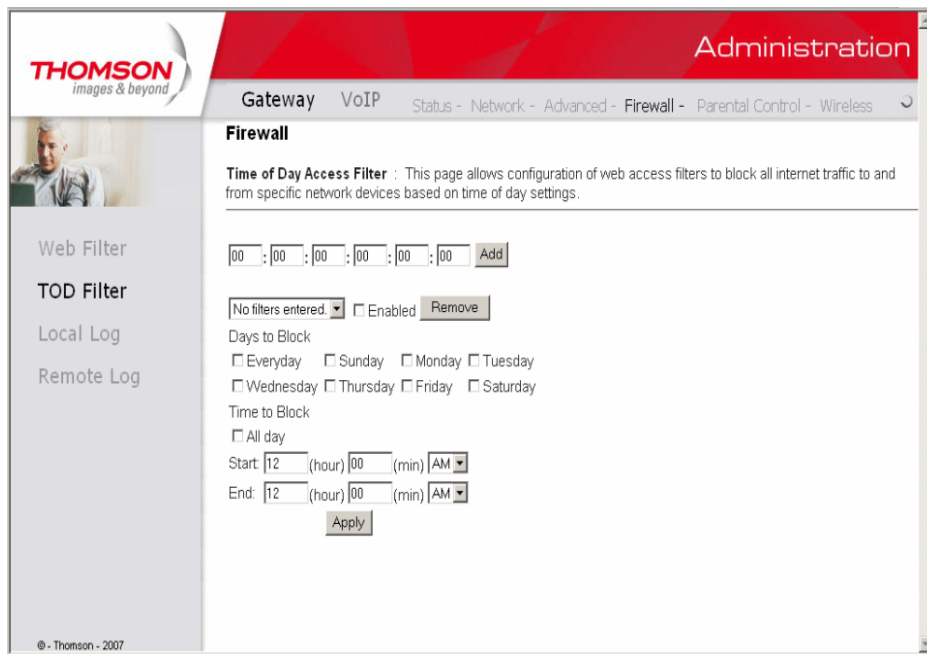 THOMSON
images & beyond
Administration
Gateway VoIP Status - Network - Advanced - Firewall - Parental Control - Wireless
Firewall
Time of Day Access Filter : This page allows configuration of web access filters to block all internet traffic to and
from specific network devices based on time of day settings.
Web Filter
TOD Filter
Local Log
Remote Log
00 : 00 : 00 : 00 : 00 : 00 Add
No filters entered. Enabled Remove
Days to Block
Everyday Sunday Monday Tuesday
Wednesday Thursday Friday Saturday
Time to Block
All day
Start: 12 (hour) 00 (min) AM
End: 12 (hour) 00 (min) AM
Apply
© - Thomson - 2007